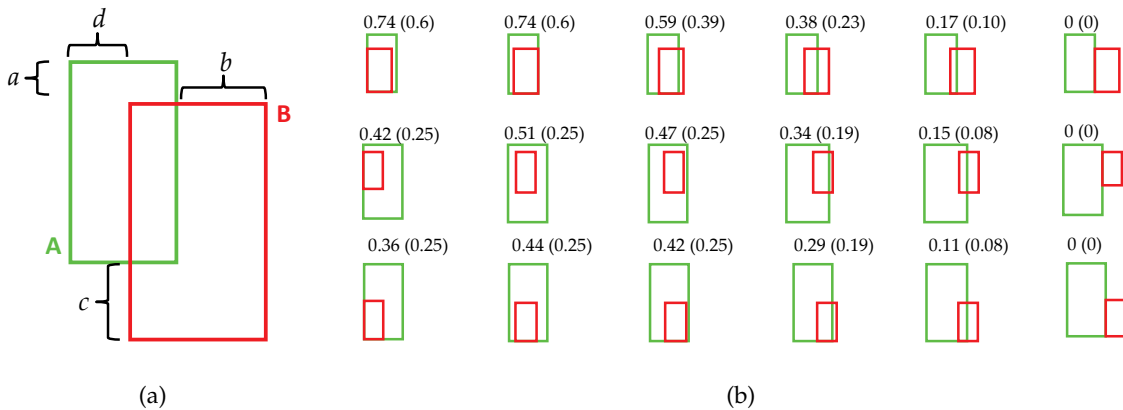 d
a
b
B
A
c
(a)
0.74 (0.6) 0.74 (0.6) 0.59 (0.39) 0.38 (0.23) 0.17 (0.10) 0 (0)
0.42 (0.25) 0.51 (0.25) 0.47 (0.25) 0.34 (0.19) 0.15 (0.08) 0 (0)
0.36 (0.25) 0.44 (0.25) 0.42 (0.25) 0.29 (0.19) 0.11 (0.08) 0 (0)
(b)